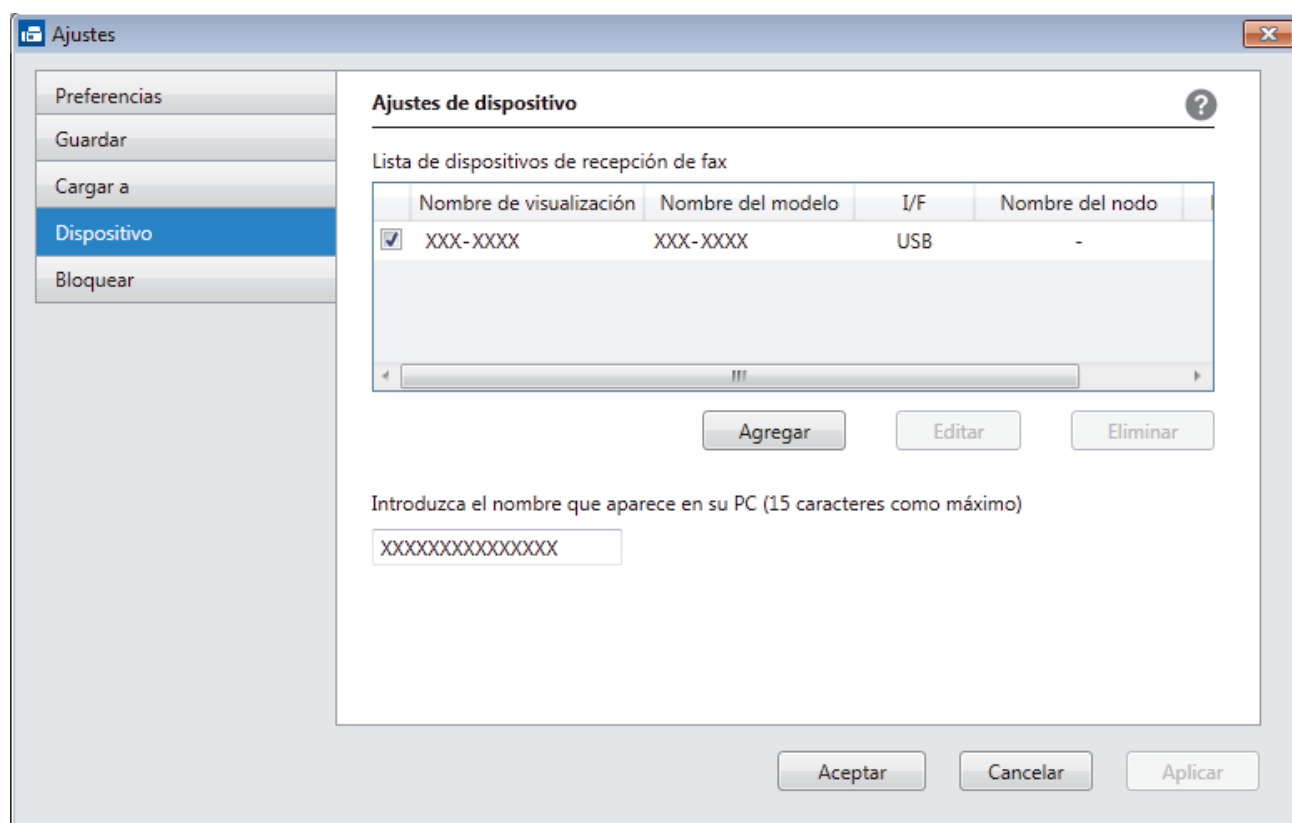 Ajustes
Preferencias
Guardar
Cargar a
Dispositivo
Bloquear
Ajustes de dispositivo
?
Lista de dispositivos de recepción de fax
Nombre de visualización Nombre del modelo I/F Nombre del nodo
XXX-XXXX XXX-XXXX USB -
Agregar Editar Eliminar
Introduzca el nombre que aparece en su PC (15 caracteres como máximo)
XXXXXXXXXXXXXXX
Aceptar Cancelar Aplicar